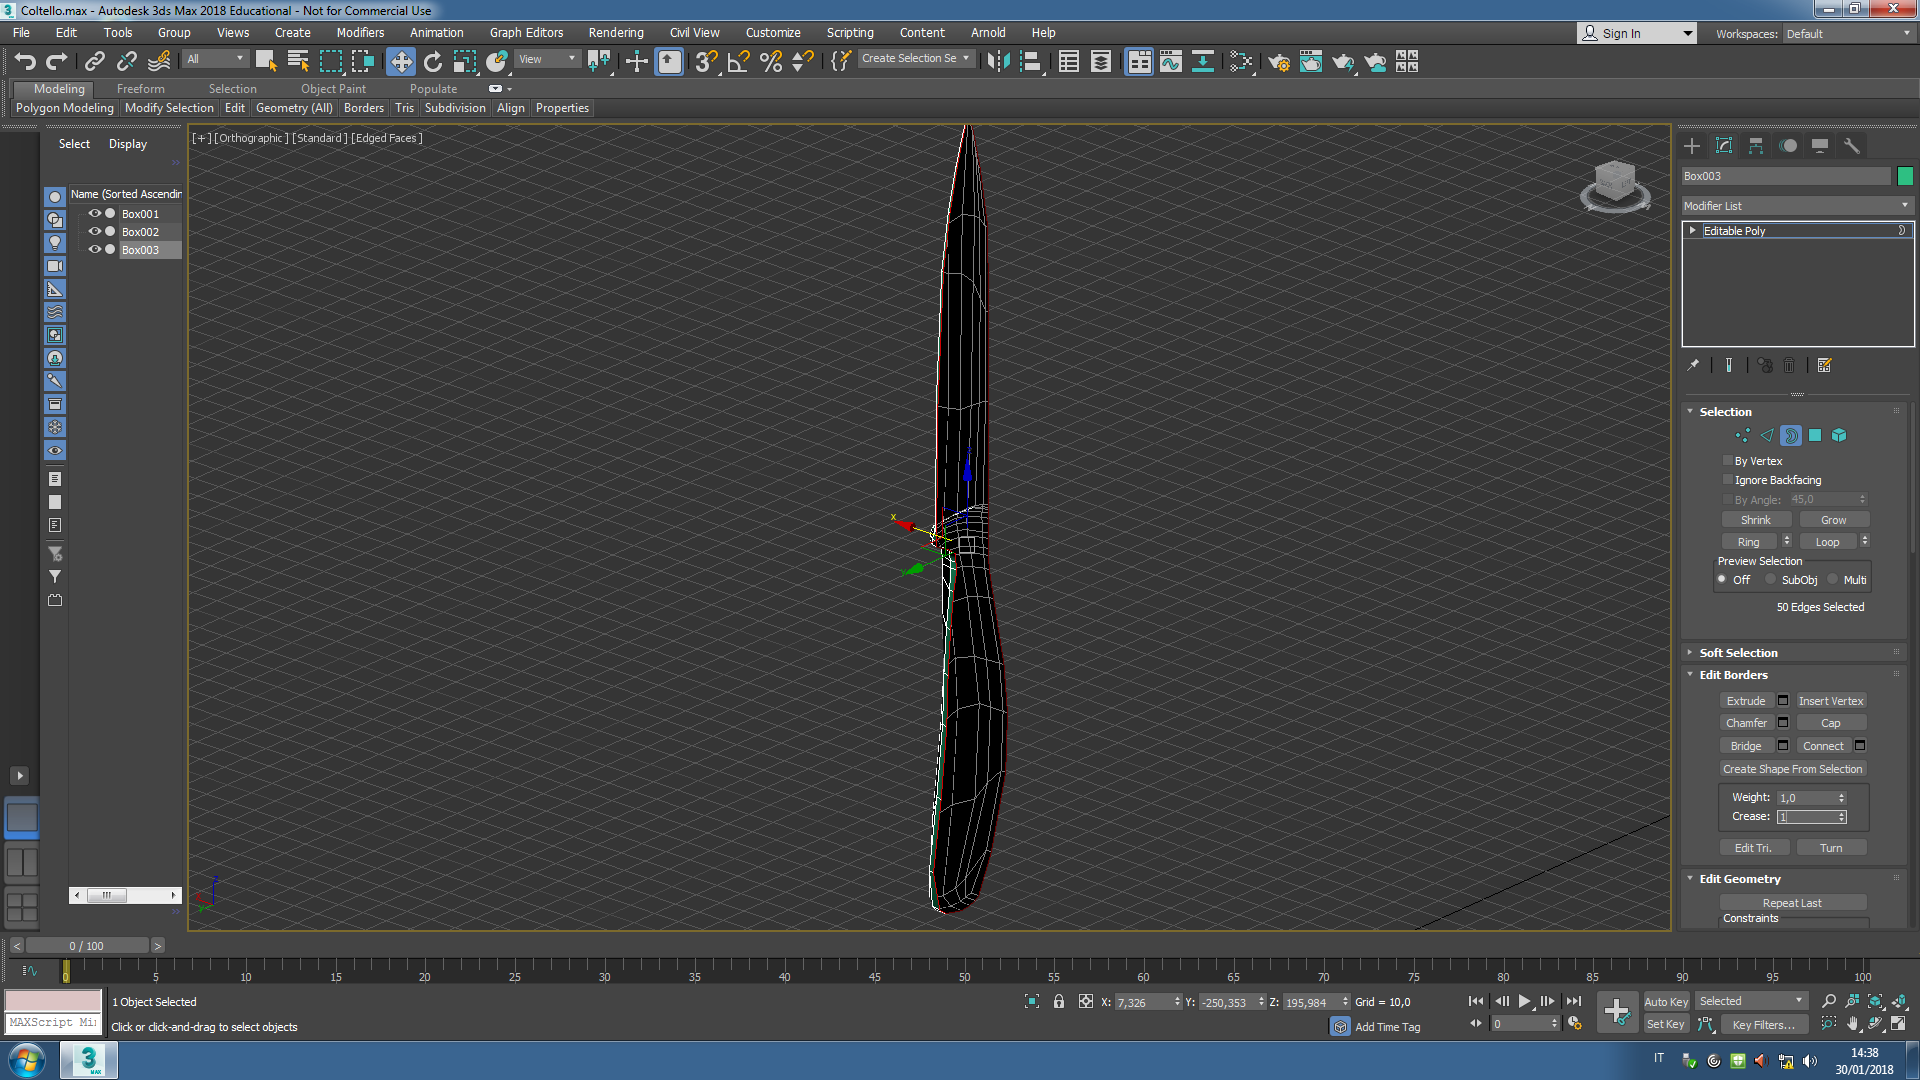 Coltello.max - Autodesk 3ds Max 2018 Educational - Not for Commercial Use
File Edit Tools Group Views Create Modifiers Animation Graph Editors Rendering Civil View Customize Scripting Content Arnold Help
Sign In Workspaces: Default
All View Create Selection Se
Modeling Freeform Selection Object Paint Populate
Polygon Modeling Modify Selection Edit Geometry (All) Borders Tris Subdivision Align Properties
Select Display
[+] [Orthographic] [Standard] [Edged Faces]
Name (Sorted Ascendin
Box001
Box002
Box003
Box003
Modifier List
Editable Poly
Selection
By Vertex
Ignore Backfacing
By Angle: 45,0
Shrink Grow
Ring Loop
Preview Selection
Off SubObj Multi
50 Edges Selected
Soft Selection
Edit Borders
Extrude Insert Vertex
Chamfer Cap
Bridge Connect
Create Shape From Selection
Weight: 1,0
Crease: 1
Edit Tri. Turn
Edit Geometry
Repeat Last
Constraints
x
< 0 / 100 >
0 5 10 15 20 25 30 35 40 45 50 55 60 65 70 75 80 85 90 95 100
1 Object Selected X: 7,326 Y: -250,353 Z: 195,984 Grid = 10,0 Auto Key Selected
MAXScript Mi Click or click-and-drag to select objects Add Time Tag 0 Set Key Key Filters...
3 MAX IT 14:38
30/01/2018